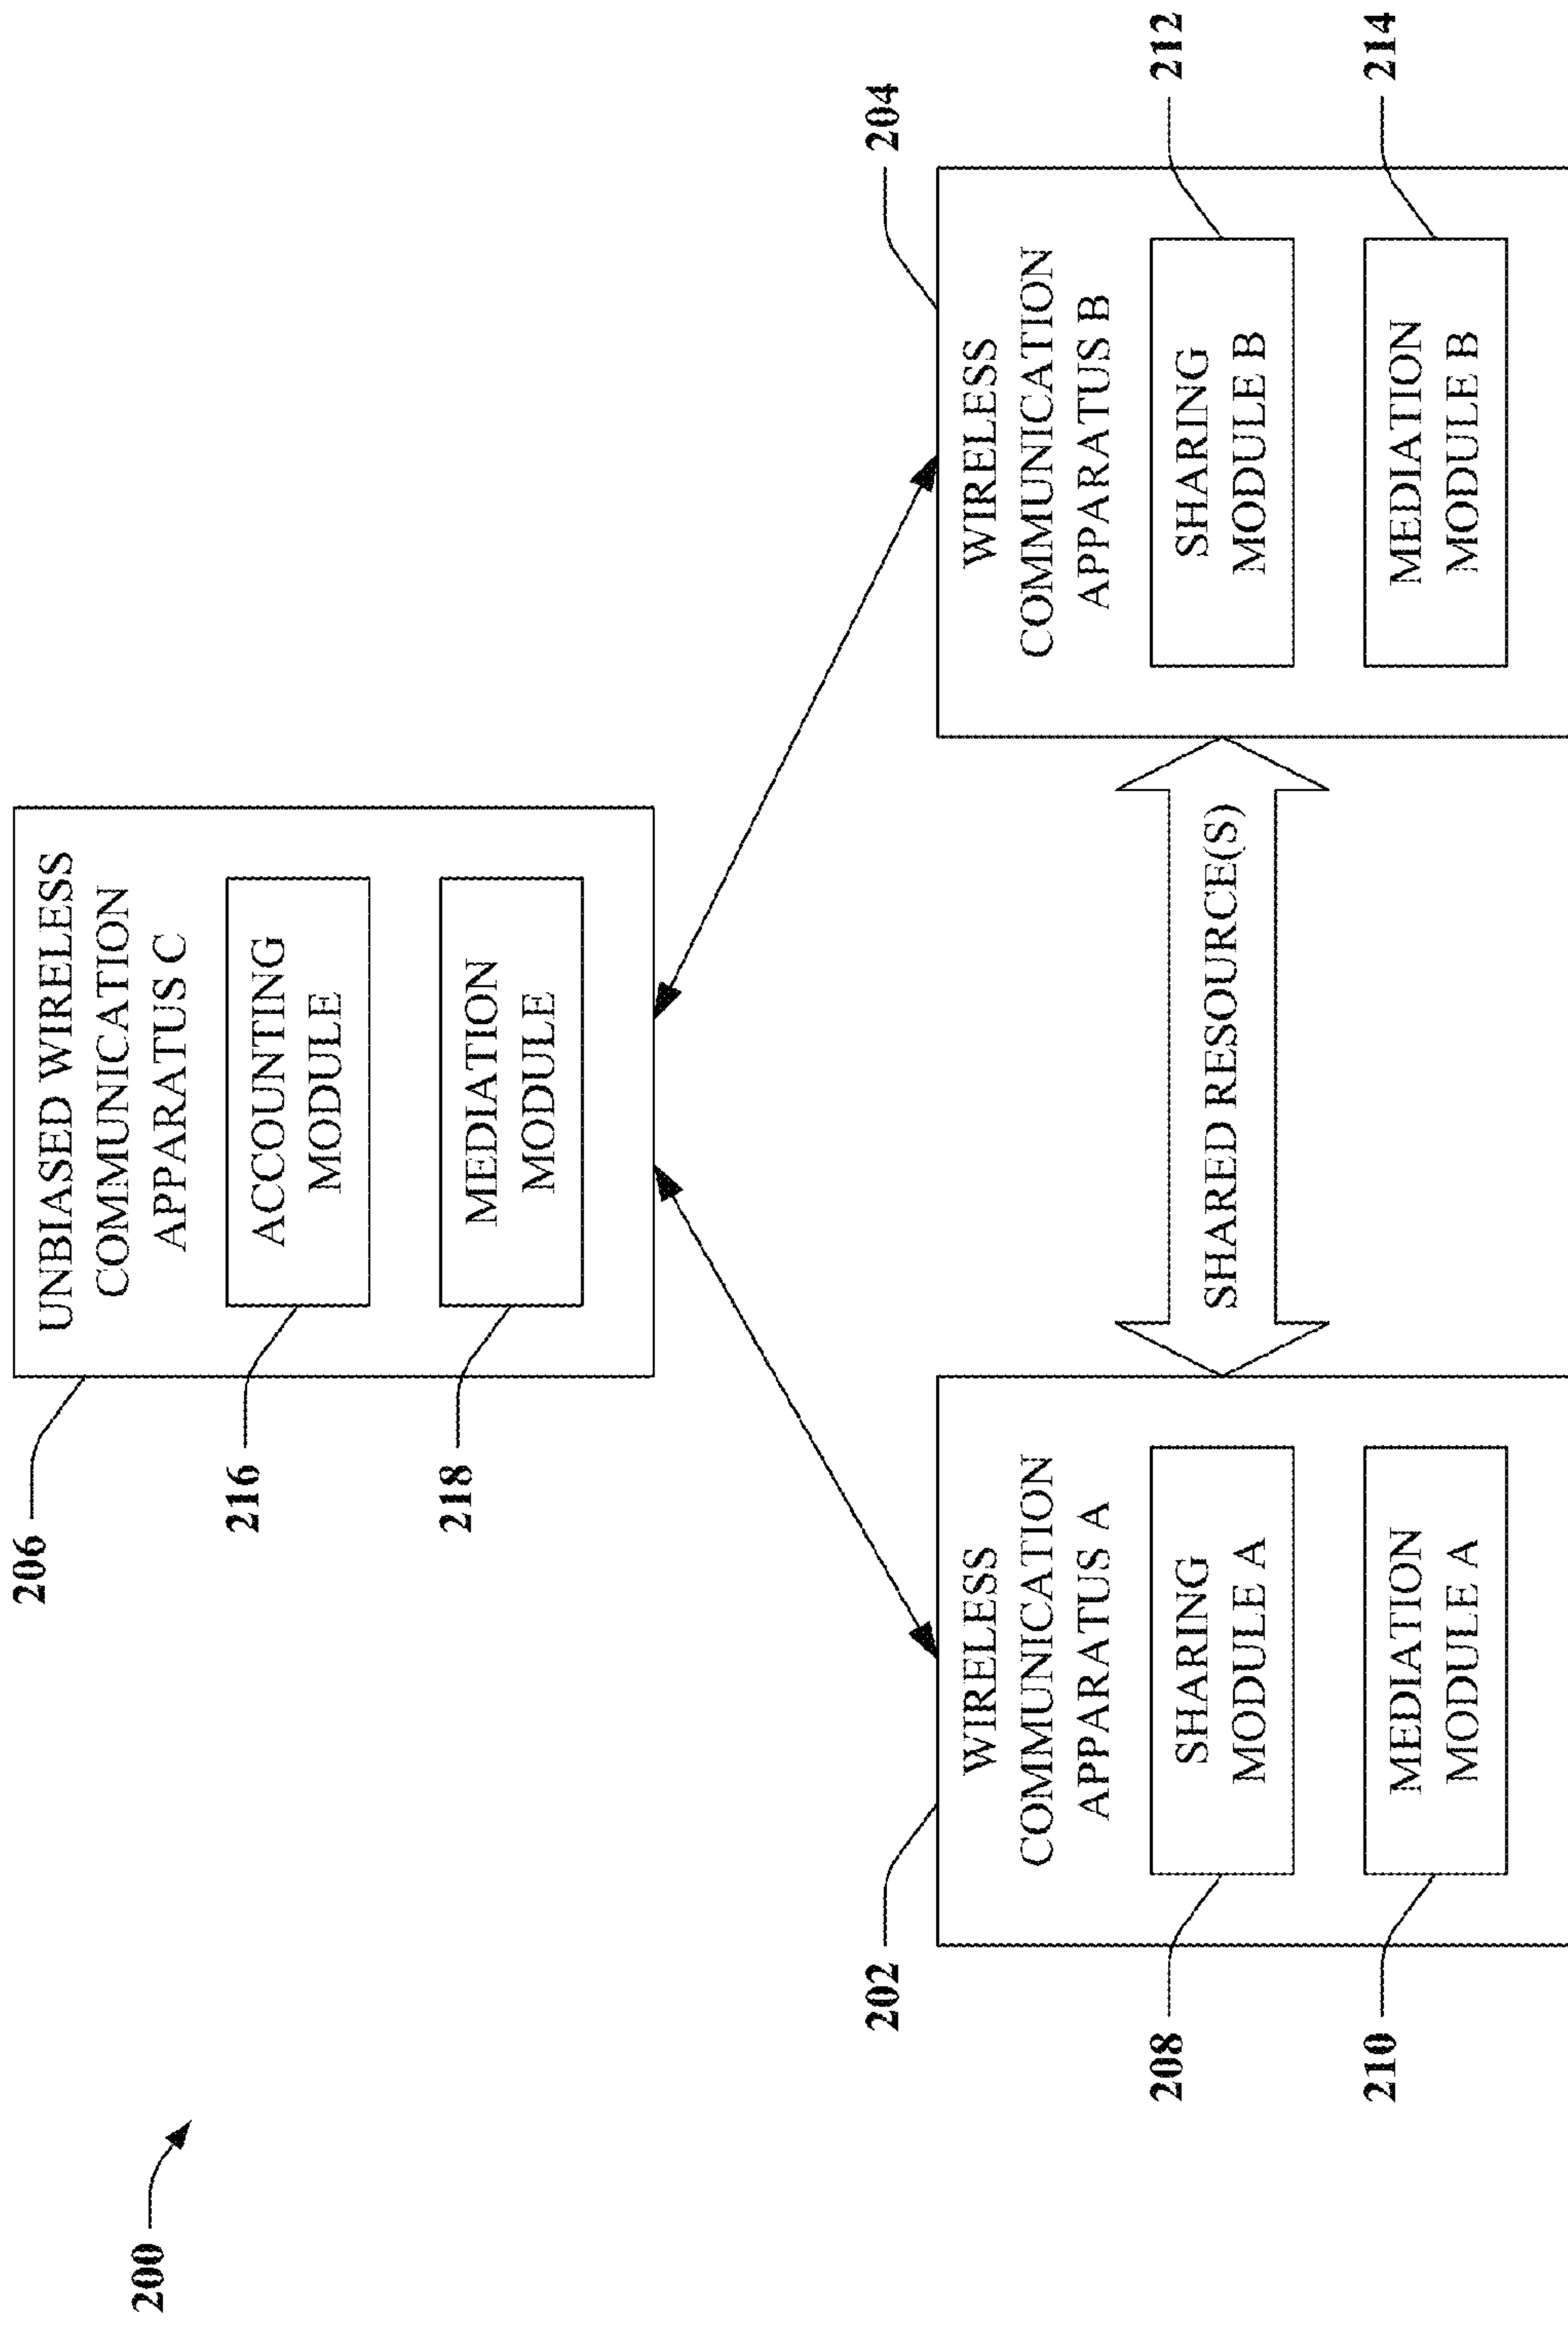 200
206
UNBIASED WIRELESS
COMMUNICATION
APPARATUS C
216
ACCOUNTING
MODULE
218
MEDIATION
MODULE
202
WIRELESS
COMMUNICATION
APPARATUS A
208
SHARING
MODULE A
210
MEDIATION
MODULE A
SHARED RESOURCE(S)
204
WIRELESS
COMMUNICATION
APPARATUS B
SHARING
MODULE B
212
MEDIATION
MODULE B
214